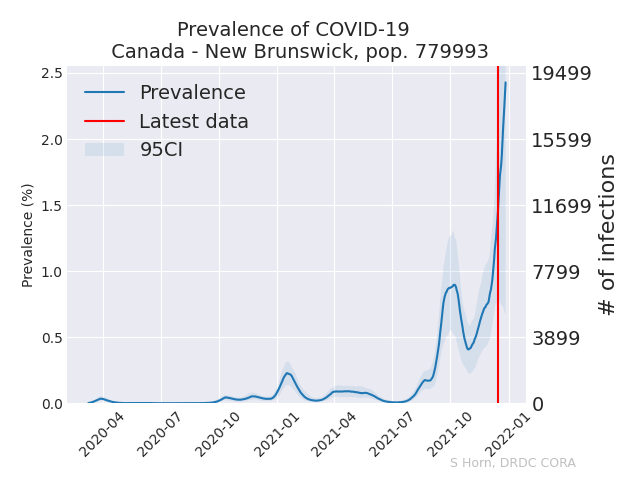 Prevalence of COVID-19
Canada - New Brunswick, pop. 779993
Prevalence
Latest data
95CI
Prevalence (%)
2.5
2.0
1.5
1.0
0.5
0.0
19499
15599
11699
7799
3899
0
# of infections
2020-04
2020-07
2020-10
2021-01
2021-04
2021-07
2021-10
2022-01
S Horn, DRDC CORA